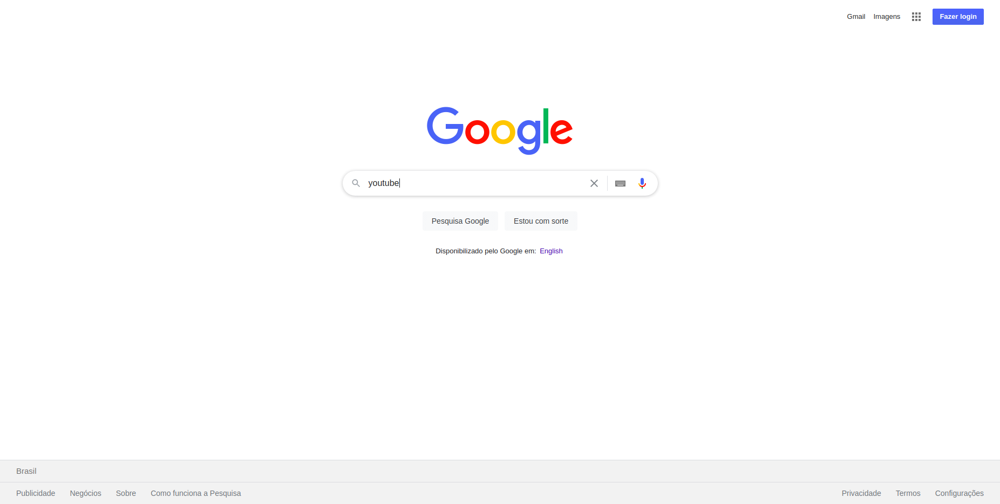 Gmail Imagens Fazer login
Google
youtube
Pesquisa Google Estou com sorte
Disponibilizado pelo Google em: English
Brasil
Publicidade Negócios Sobre Como funciona a Pesquisa Privacidade Termos Configurações